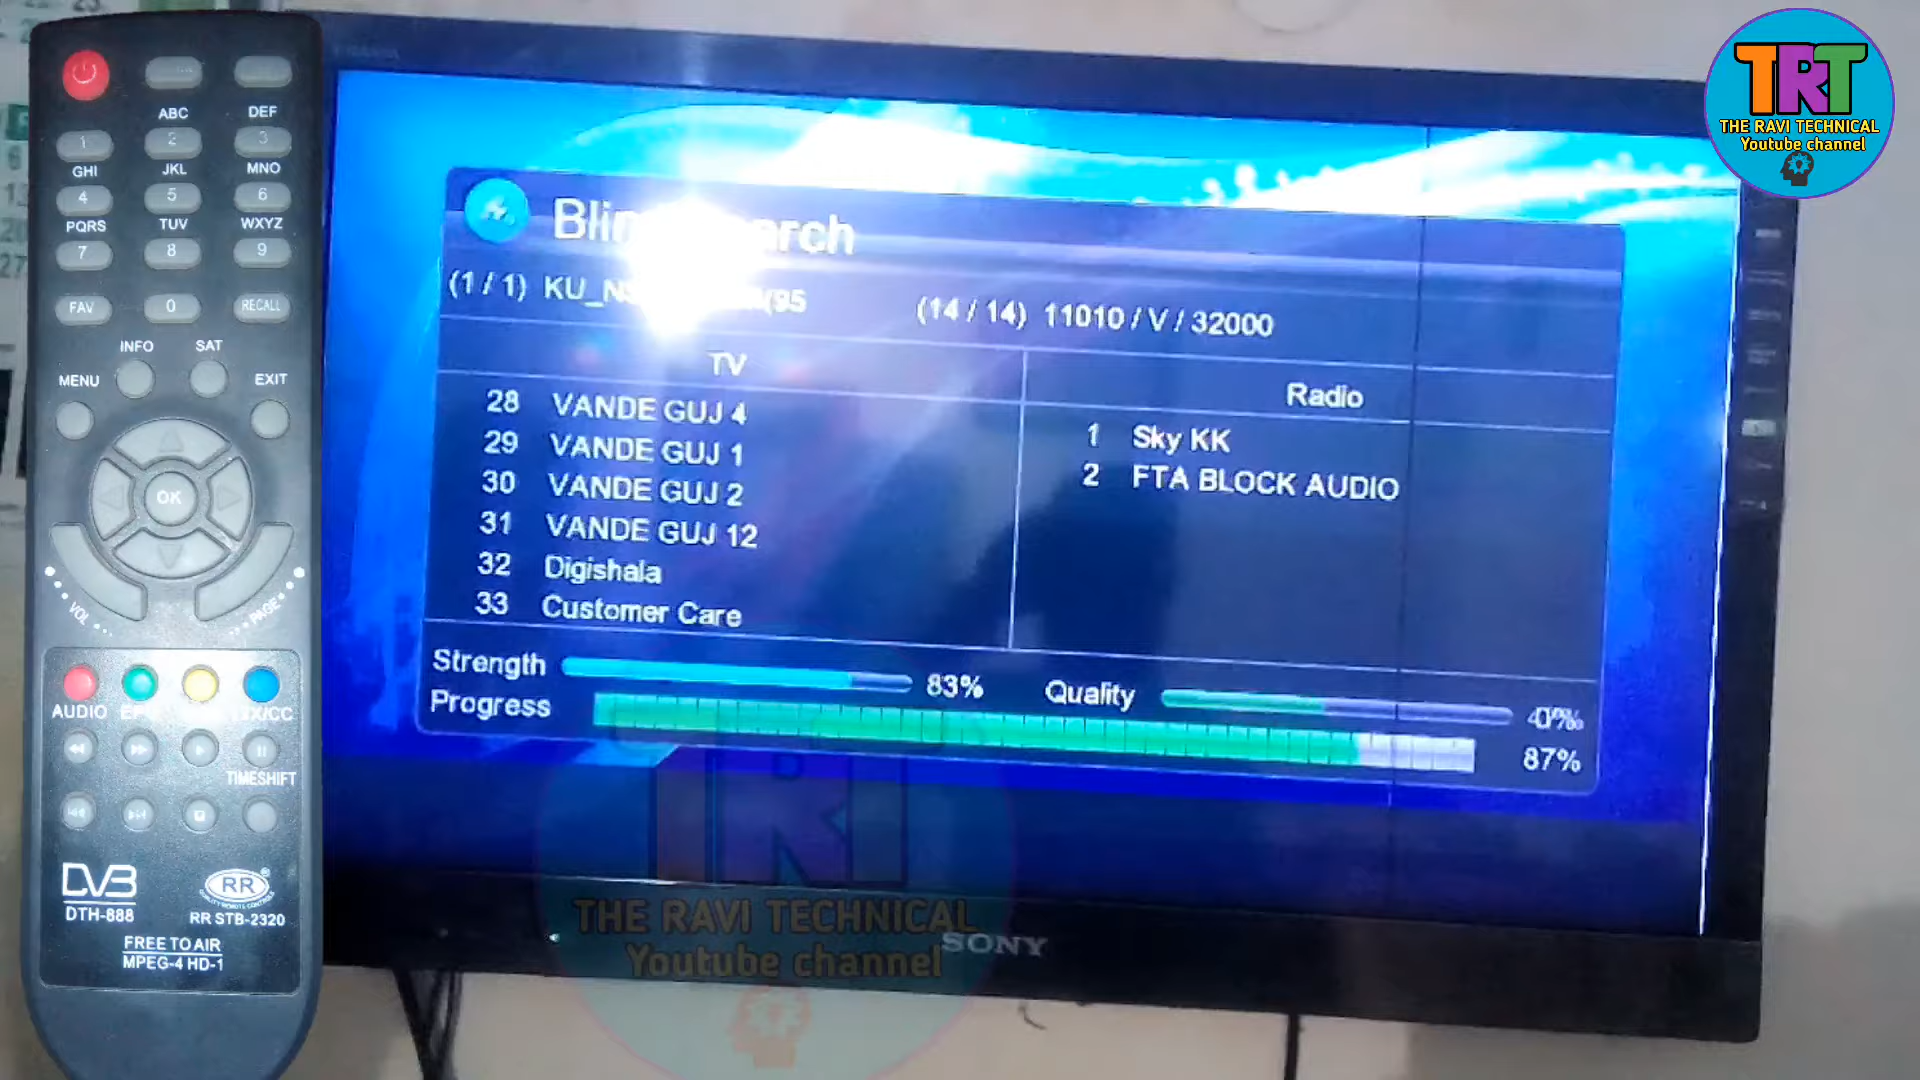 TRT
THE RAVI TECHNICAL
Youtube channel
ABC DEF
1 2 3
GHI JKL MNO
4 5 6
PQRS TUV WXYZ
7 8 9
FAV 0 RECALL
INFO SAT
MENU EXIT
OK
VOL PAGE
AUDIO
TIMESHIFT
DVB
DTH-888
RR
RR STB-2320
FREE TO AIR
MPEG-4 HD-1
(1 / 1) (14 / 14) 11010 / V / 32000
TV Radio
28 VANDE GUJ 4
29 VANDE GUJ 1
30 VANDE GUJ 2
31 VANDE GUJ 12
32 Digishala
33 Customer Care
1 Sky KK
2 FTA BLOCK AUDIO
Strength 83% Quality
Progress 87%
TRT
THE RAVI TECHNICAL
Youtube channel
SONY